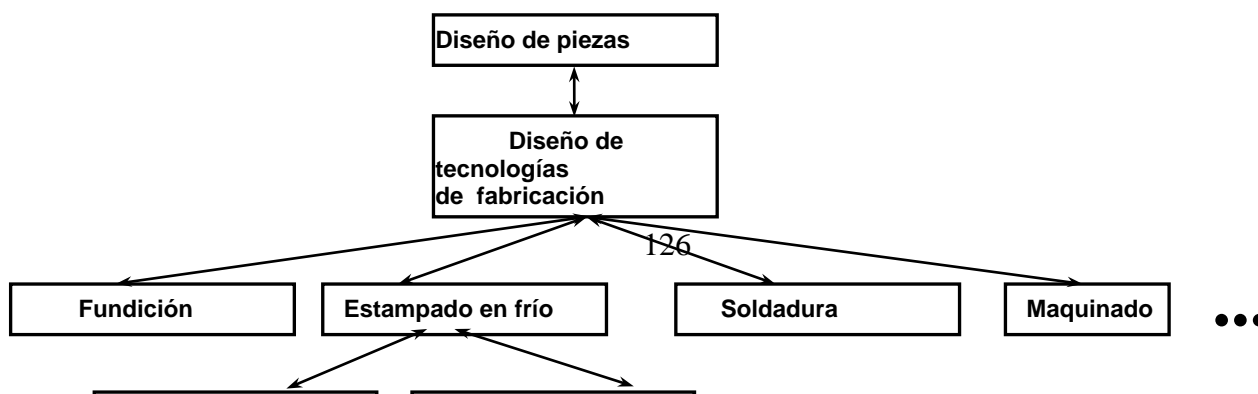 Diseño de piezas
Diseño de
tecnologías
de fabricación
126
Fundición
Estampado en frío
Soldadura
Maquinado